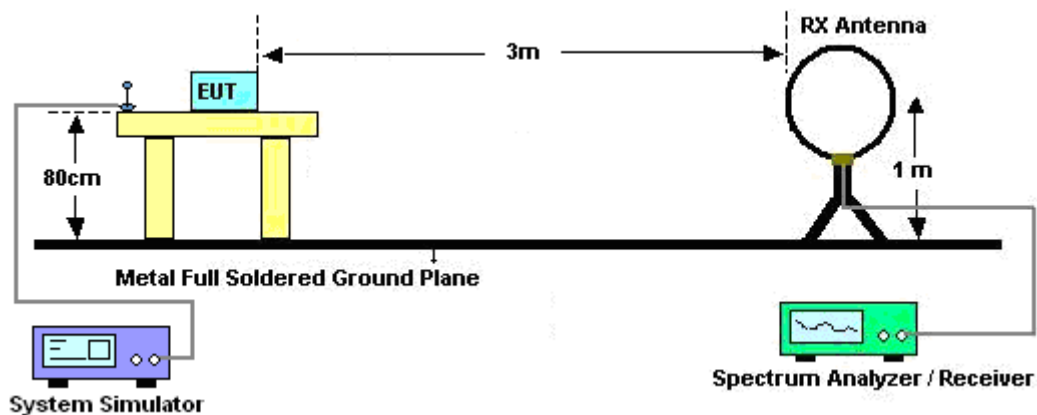 RX Antenna
3m
EUT
80cm
1 m
Metal Full Soldered Ground Plane
System Simulator
Spectrum Analyzer / Receiver